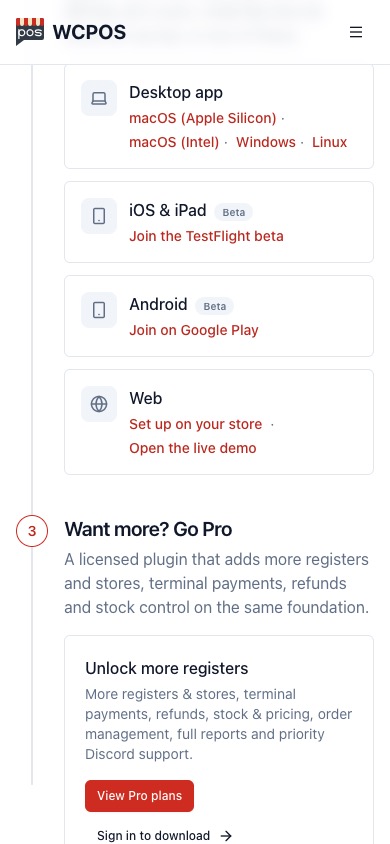 pos WCPOS
Desktop app
macOS (Apple Silicon) ·
macOS (Intel) · Windows · Linux
iOS & iPad Beta
Join the TestFlight beta
Android Beta
Join on Google Play
Web
Set up on your store ·
Open the live demo
3 Want more? Go Pro
A licensed plugin that adds more registers
and stores, terminal payments, refunds
and stock control on the same foundation.
Unlock more registers
More registers & stores, terminal
payments, refunds, stock & pricing, order
management, full reports and priority
Discord support.
View Pro plans
Sign in to download →